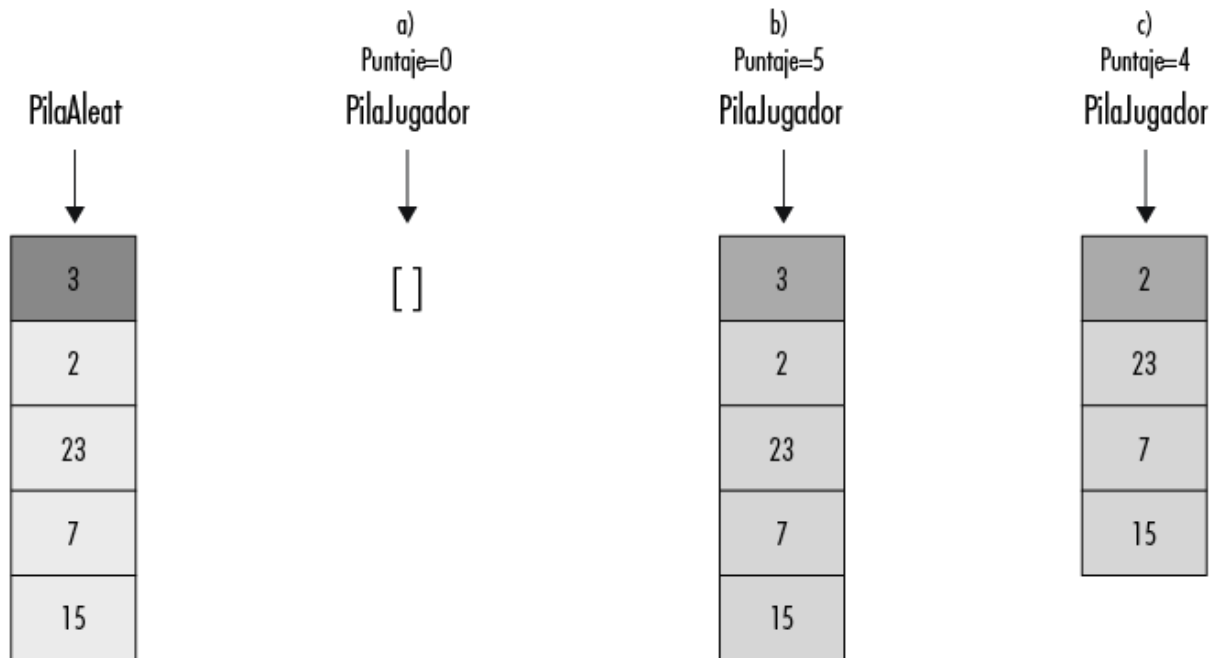 a)
Puntaje=0
b)
Puntaje=5
c)
Puntaje=4
PilaAleat
PilaJugador
PilaJugador
PilaJugador
3
2
23
7
15
[ ]
3
2
23
7
15
2
23
7
15